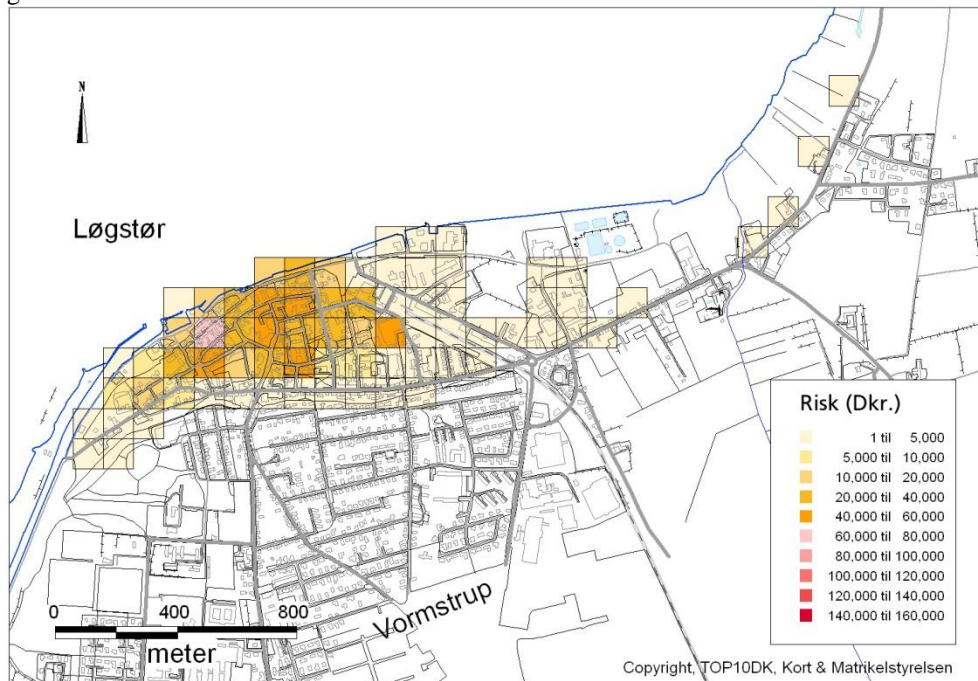 N
Løgstør
Risk (Dkr.)
1 til 5,000
5,000 til 10,000
10,000 til 20,000
20,000 til 40,000
40,000 til 60,000
60,000 til 80,000
80,000 til 100,000
100,000 til 120,000
120,000 til 140,000
140,000 til 160,000
0 400 800
meter
Vormstrup
Copyright, TOP10DK, Kort & Matrikelstyrelsen